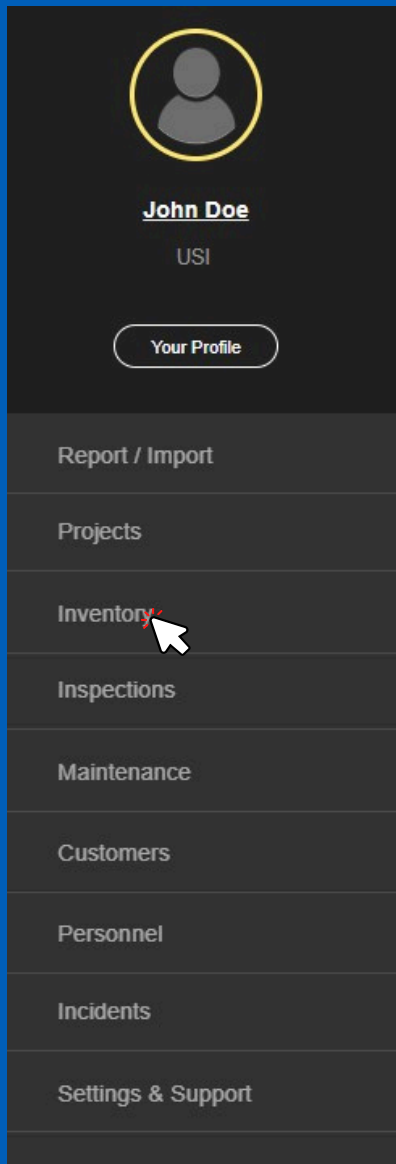 John Doe
USI
Your Profile
Report / Import
Projects
Inventory
Inspections
Maintenance
Customers
Personnel
Incidents
Settings & Support